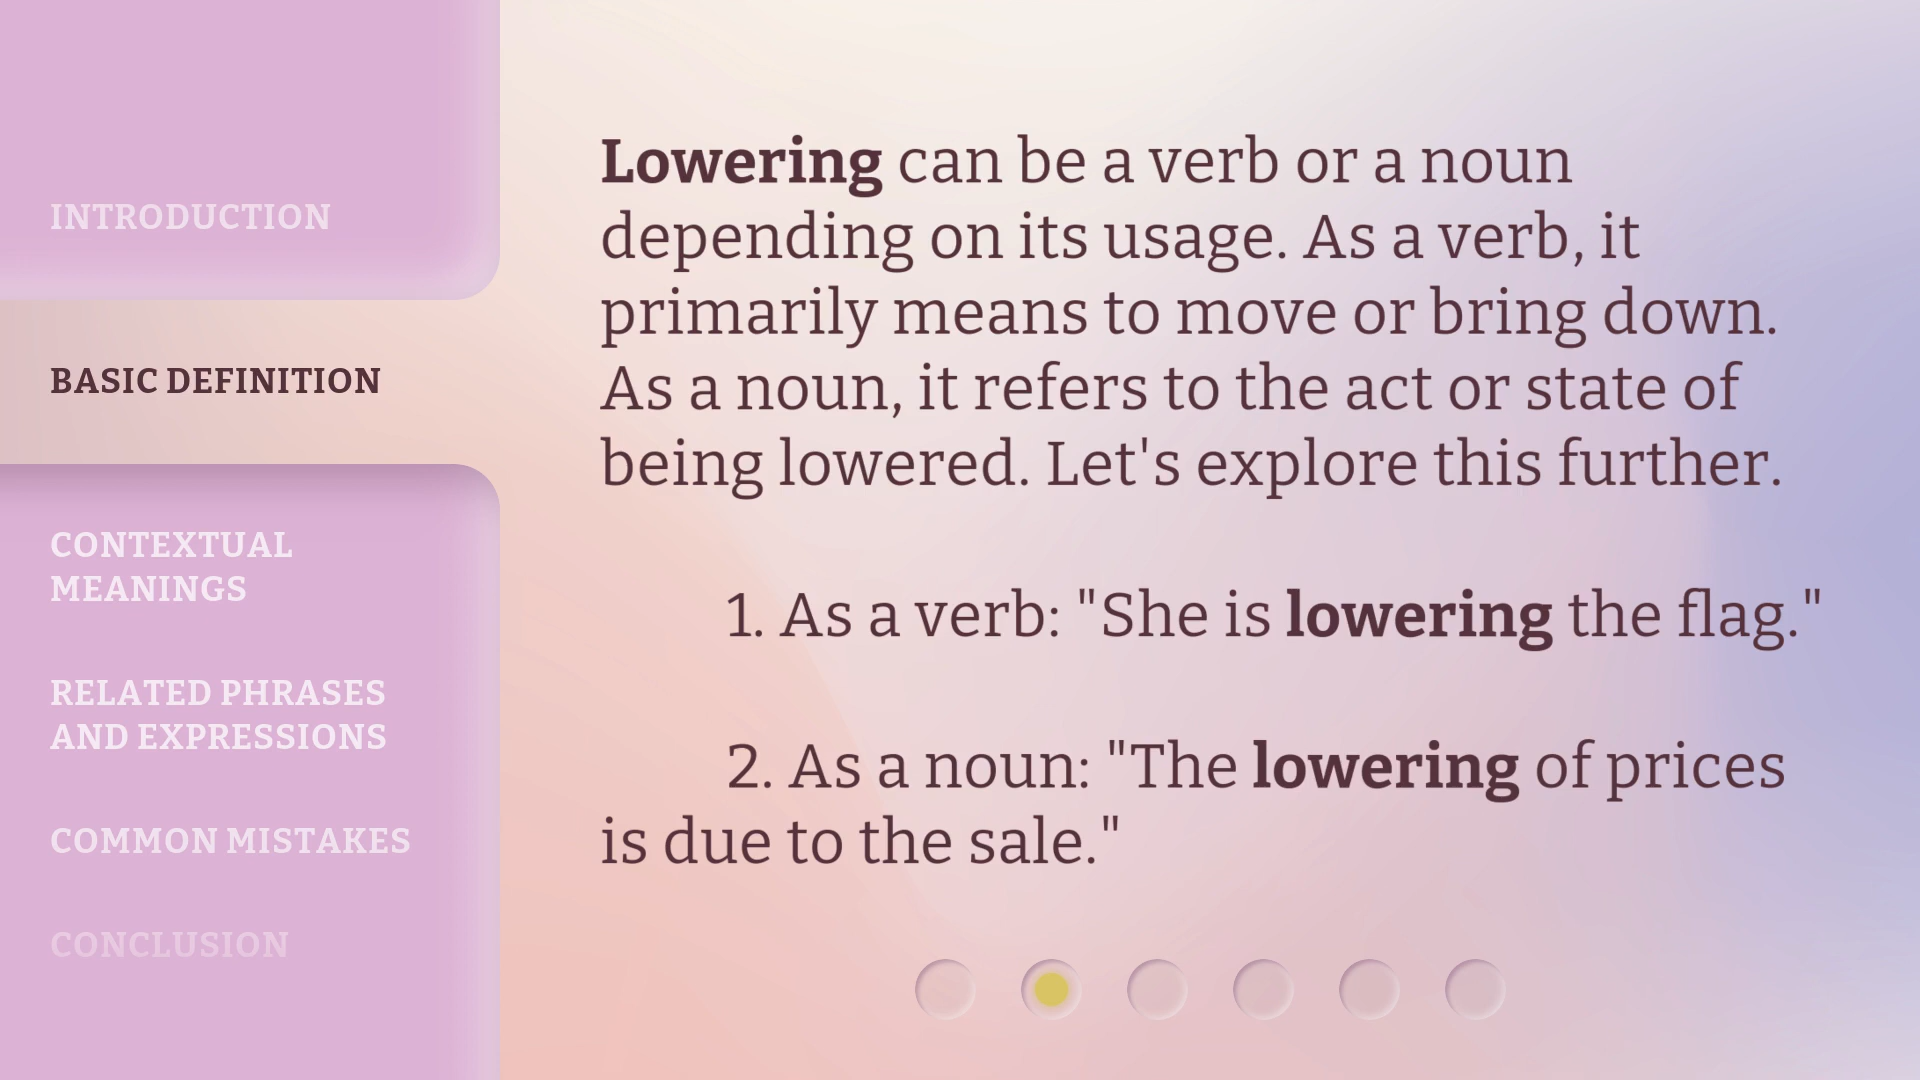 INTRODUCTION
BASIC DEFINITION
CONTEXTUAL
MEANINGS
RELATED PHRASES
AND EXPRESSIONS
COMMON MISTAKES
CONCLUSION
Lowering can be a verb or a noun
depending on its usage. As a verb, it
primarily means to move or bring down.
As a noun, it refers to the act or state of
being lowered. Let's explore this further.
1. As a verb: "She is lowering the flag."
2. As a noun: "The lowering of prices
is due to the sale."